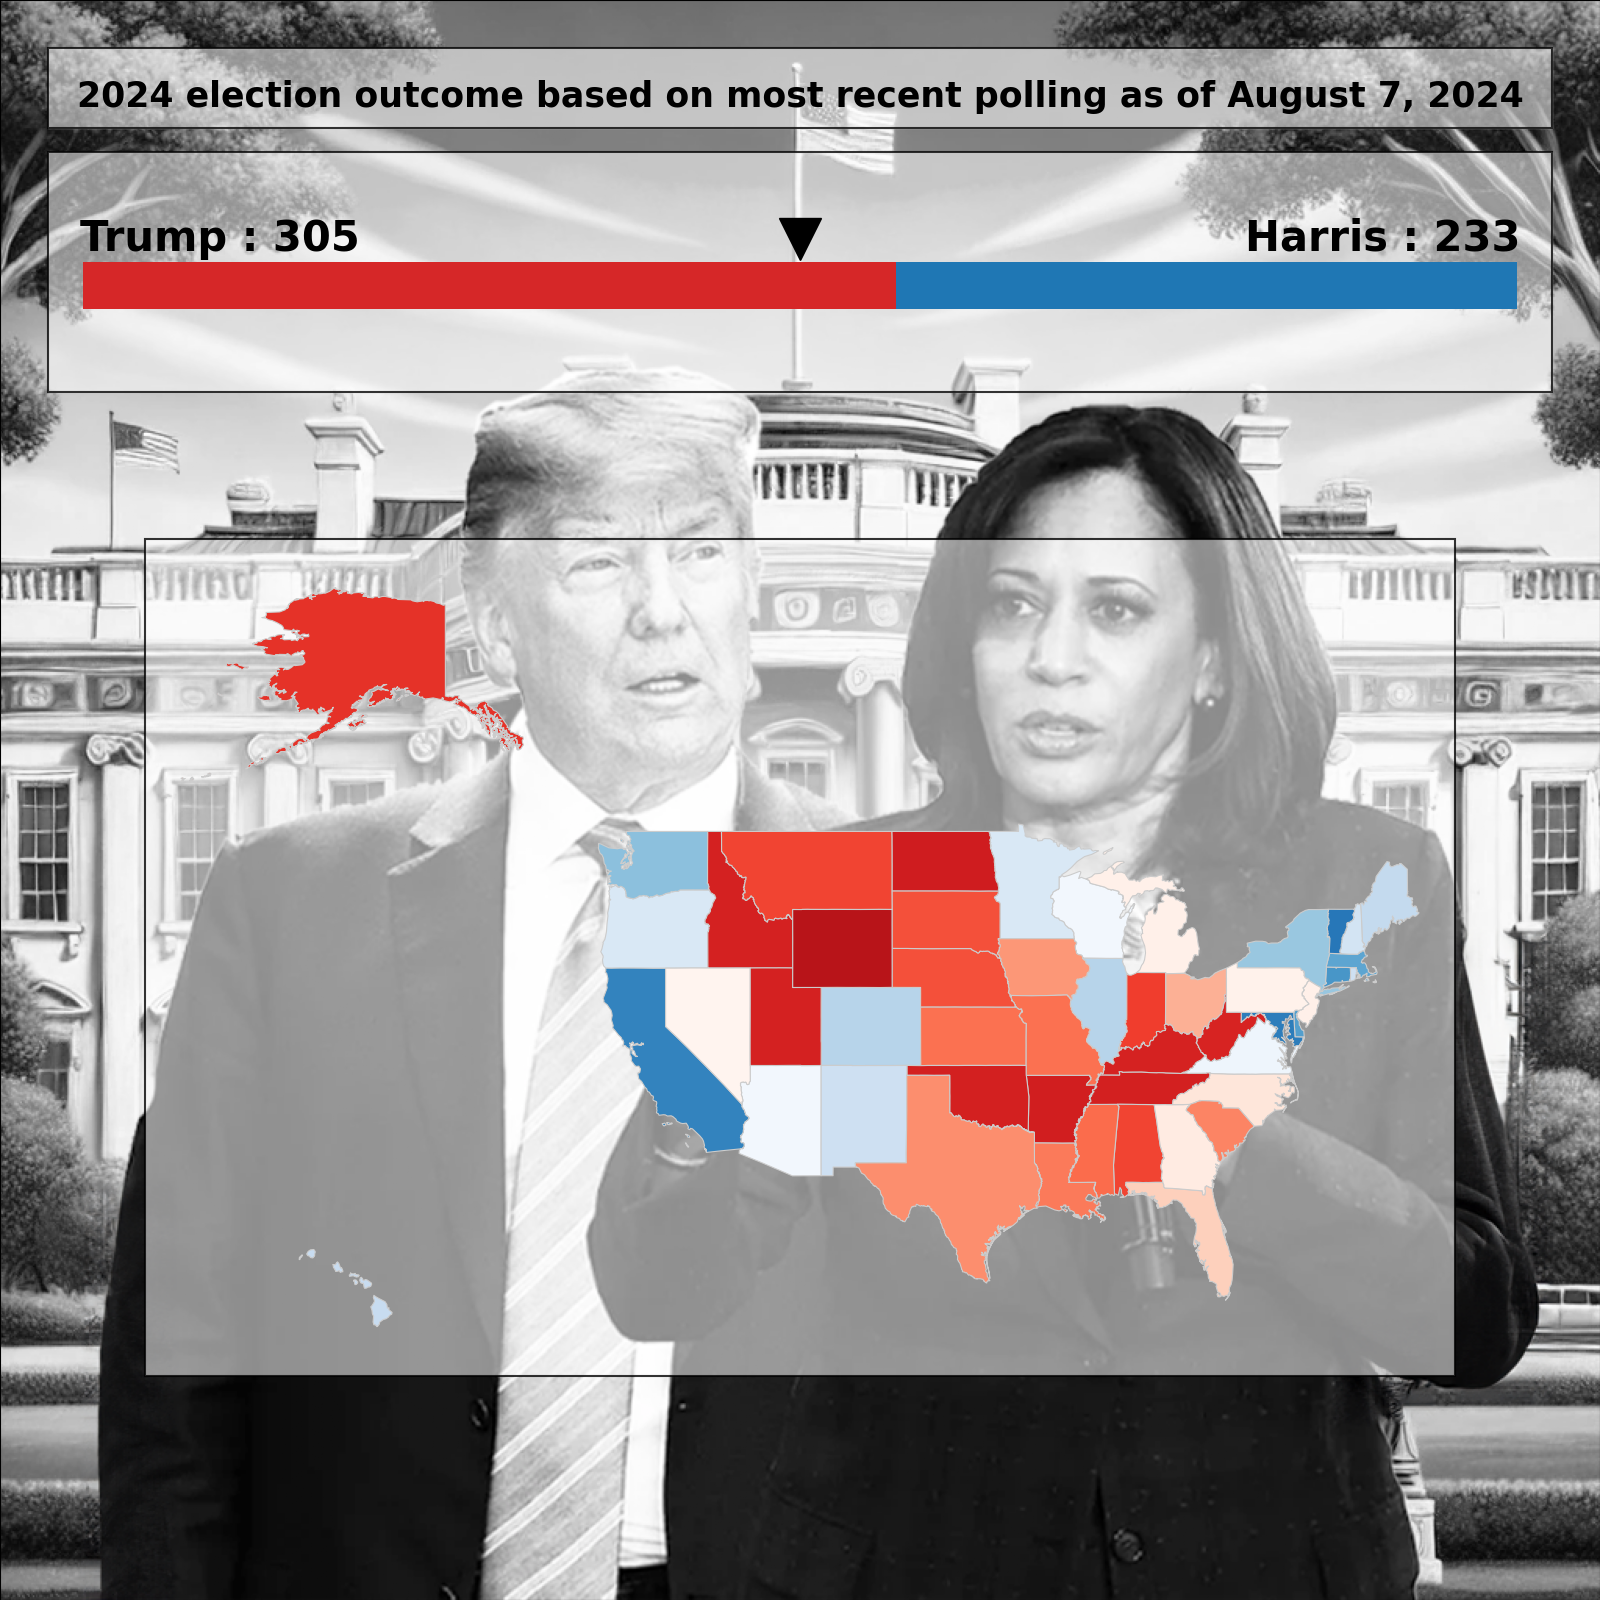 2024 election outcome based on most recent polling as of August 7, 2024
Trump : 305
Harris : 233